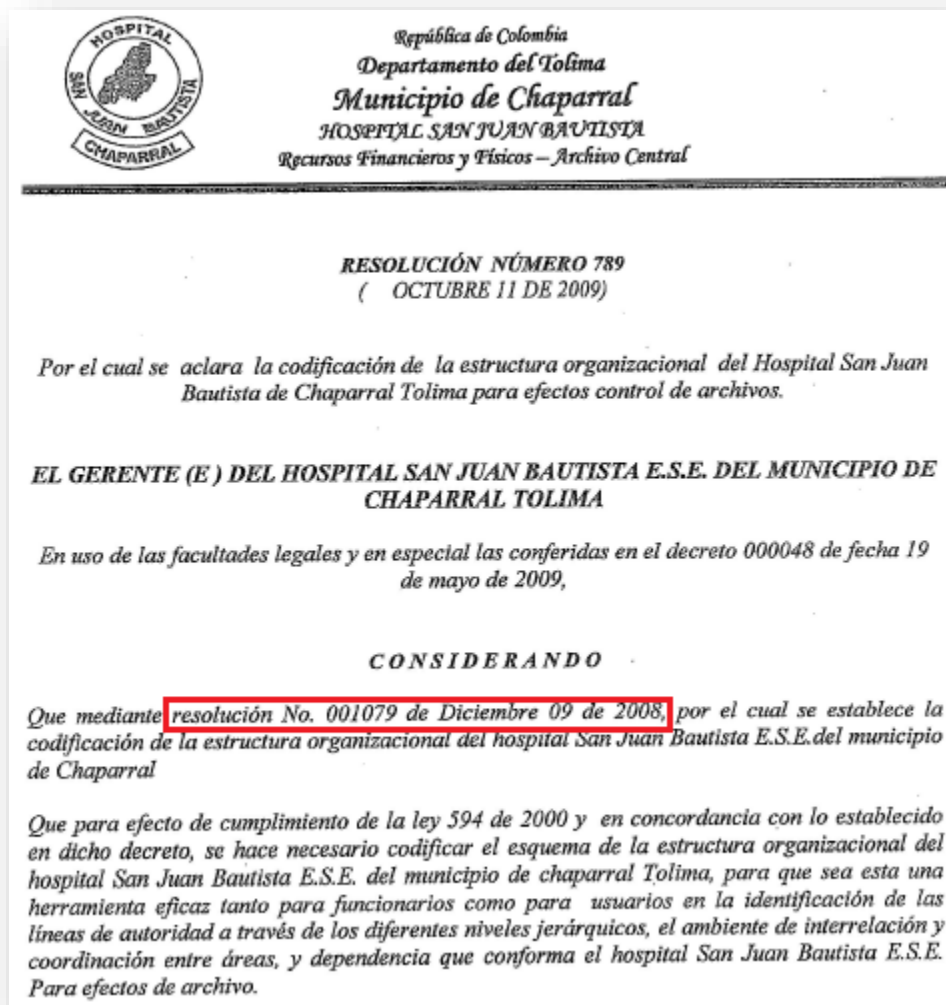 HOSPITAL
SAN JUAN BAUTISTA
CHAPARRAL
República de Colombia
Departamento del Tolima
Municipio de Chaparral
HOSPITAL SAN JUAN BAUTISTA
Recursos Financieros y Físicos – Archivo Central
RESOLUCIÓN NÚMERO 789
( OCTUBRE 11 DE 2009)
Por el cual se aclara la codificación de la estructura organizacional del Hospital San Juan
Bautista de Chaparral Tolima para efectos control de archivos.
EL GERENTE (E ) DEL HOSPITAL SAN JUAN BAUTISTA E.S.E. DEL MUNICIPIO DE
CHAPARRAL TOLIMA
En uso de las facultades legales y en especial las conferidas en el decreto 000048 de fecha 19
de mayo de 2009,
C O N S I D E R A N D O
Que mediante resolución No. 001079 de Diciembre 09 de 2008, por el cual se establece la
codificación de la estructura organizacional del hospital San Juan Bautista E.S.E.del municipio
de Chaparral
Que para efecto de cumplimiento de la ley 594 de 2000 y en concordancia con lo establecido
en dicho decreto, se hace necesario codificar el esquema de la estructura organizacional del
hospital San Juan Bautista E.S.E. del municipio de chaparral Tolima, para que sea esta una
herramienta eficaz tanto para funcionarios como para usuarios en la identificación de las
líneas de autoridad a través de los diferentes niveles jerárquicos, el ambiente de interrelación y
coordinación entre áreas, y dependencia que conforma el hospital San Juan Bautista E.S.E.
Para efectos de archivo.